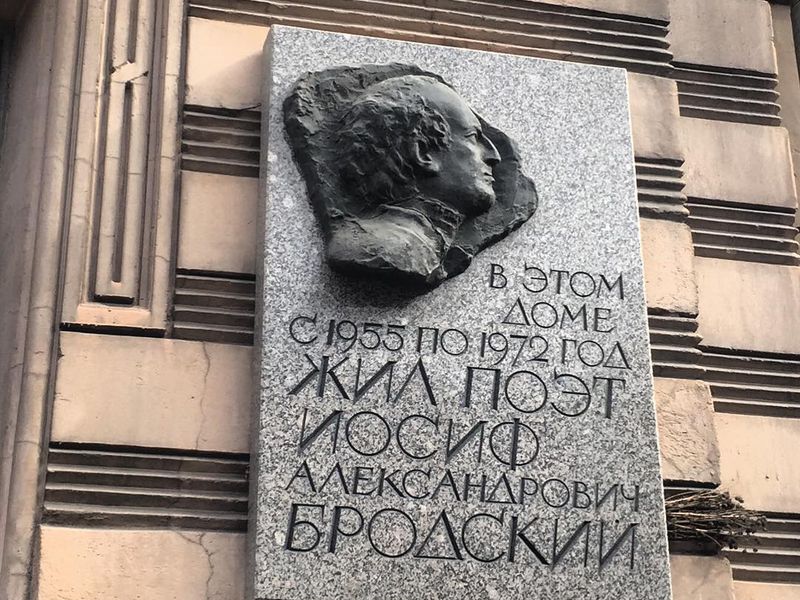 В ЭТОМ
ДОМЕ
С 1955 ПО 1972 ГОД
ЖИЛ ПОЭТ
ИОСИФ
АЛЕКСАНДРОВИЧ
БРОДСКИЙ